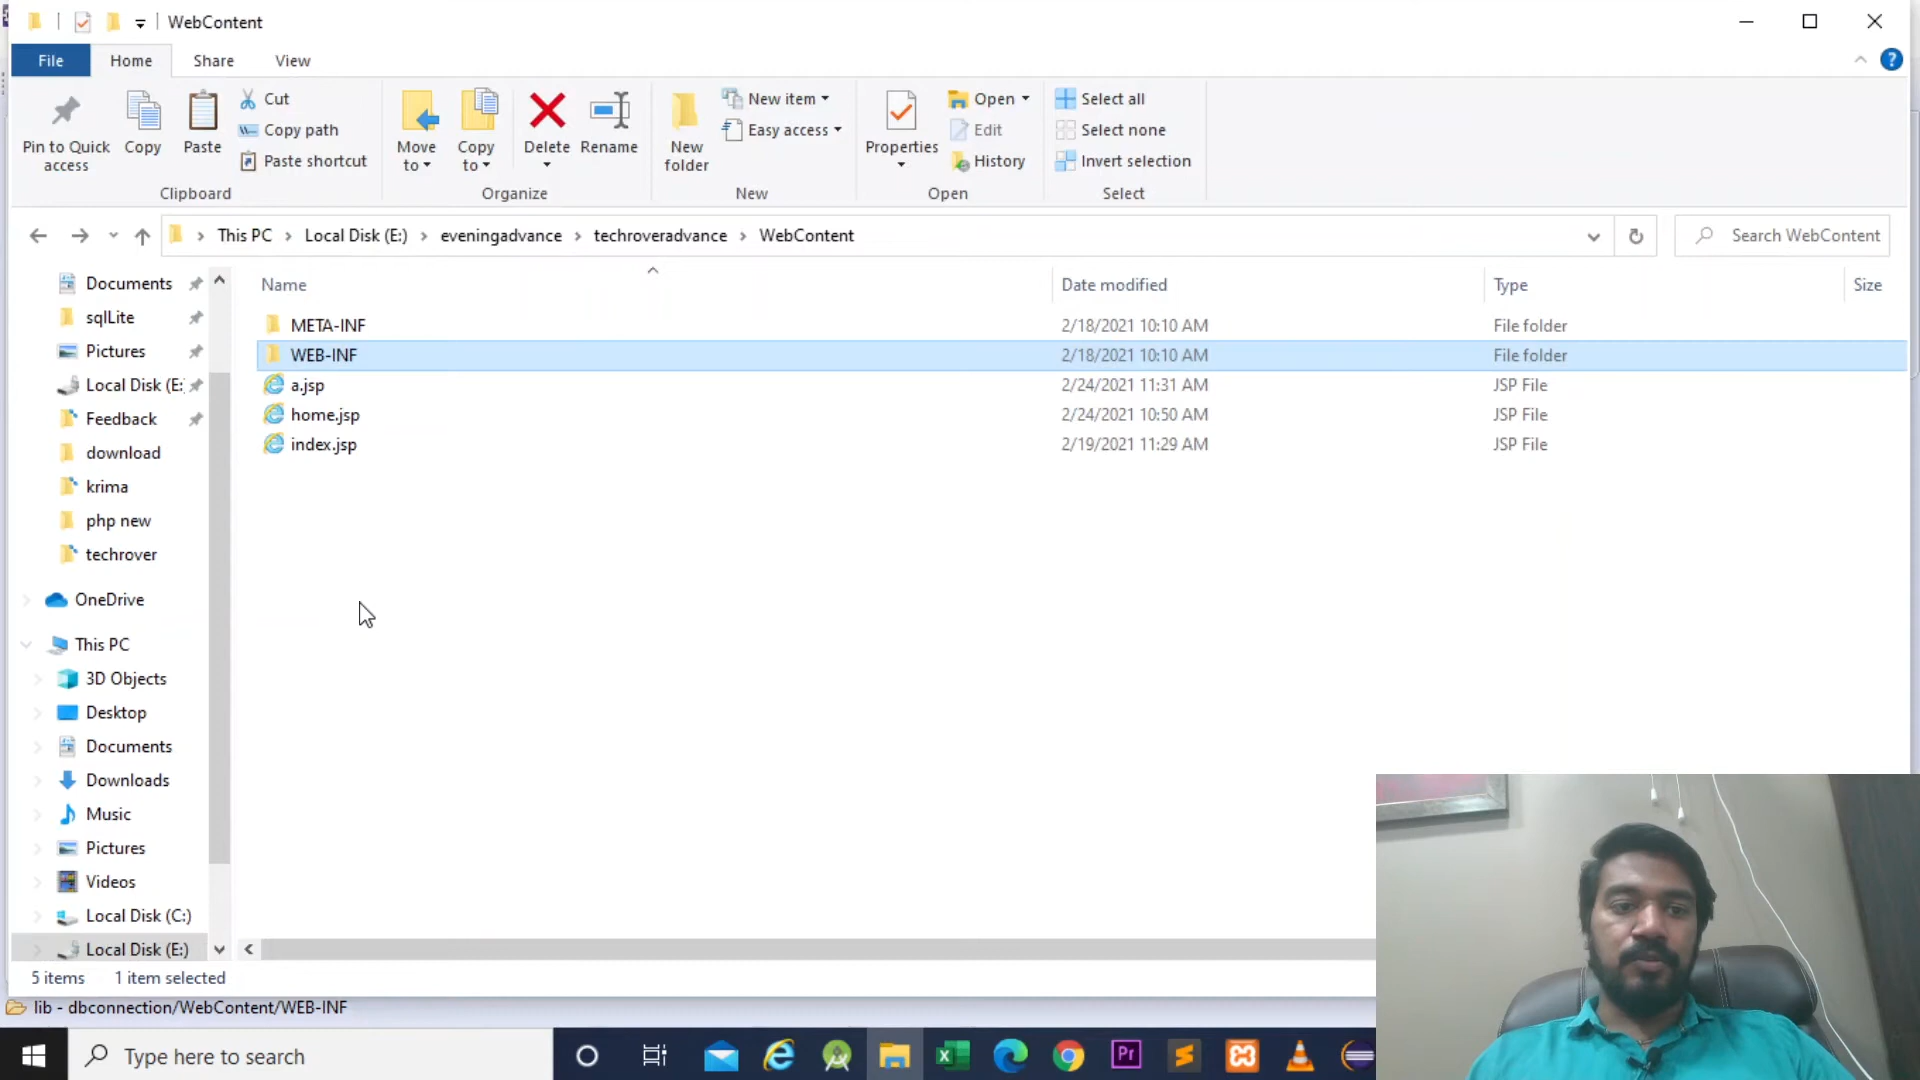 WebContent
File Home Share View
Pin to Quick access
Copy
Paste
Cut
Copy path
Paste shortcut
Clipboard
Move to
Copy to
Delete
Rename
Organize
New folder
New item
Easy access
New
Properties
Open
Edit
History
Open
Select all
Select none
Invert selection
Select
This PC > Local Disk (E:) > eveningadvance > techroveradvance > WebContent
Search WebContent
Name Date modified Type Size
META-INF 2/18/2021 10:10 AM File folder
WEB-INF 2/18/2021 10:10 AM File folder
a.jsp 2/24/2021 11:31 AM JSP File
home.jsp 2/24/2021 10:50 AM JSP File
index.jsp 2/19/2021 11:29 AM JSP File
Documents
sqlLite
Pictures
Local Disk (E:
Feedback
download
krima
php new
techrover
OneDrive
This PC
3D Objects
Desktop
Documents
Downloads
Music
Pictures
Videos
Local Disk (C:)
Local Disk (E:)
5 items 1 item selected
lib - dbconnection/WebContent/WEB-INF
Type here to search
Pr